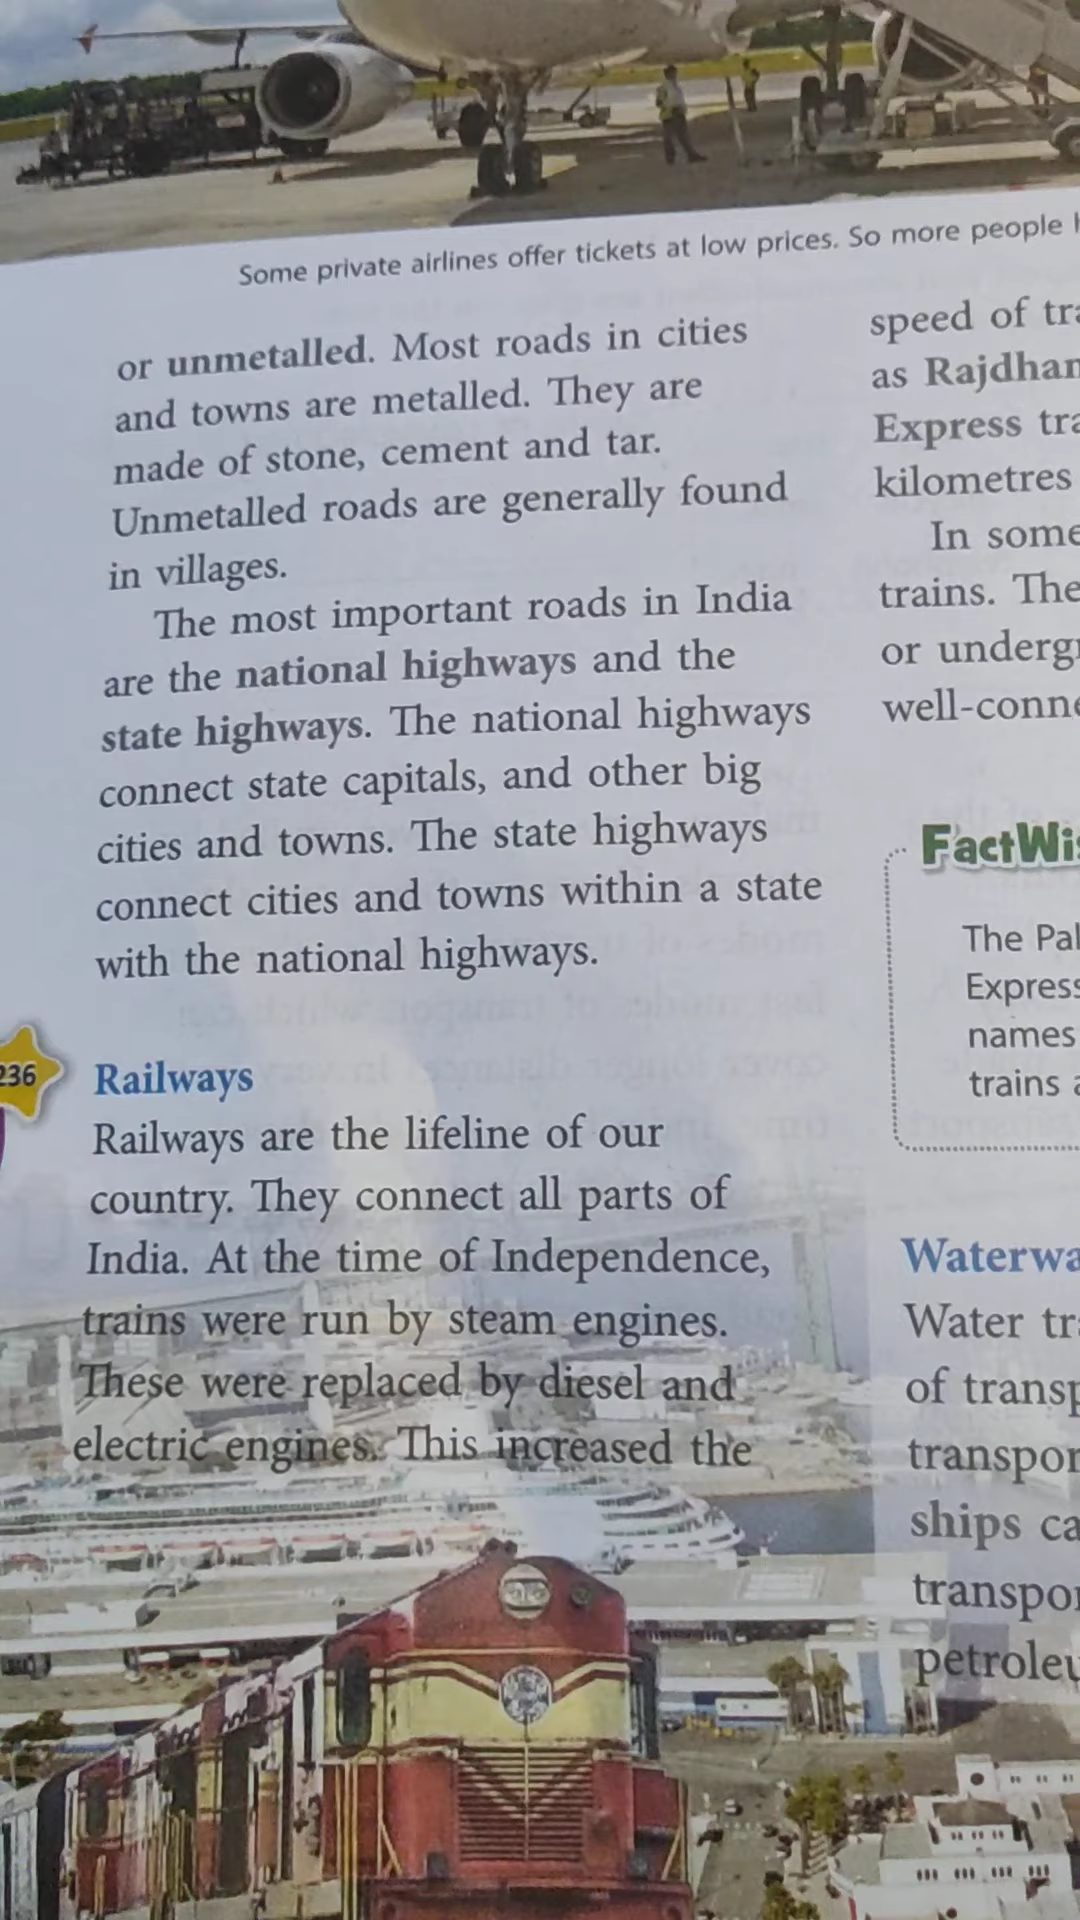 Some private airlines offer tickets at low prices. So more people
or unmetalled. Most roads in cities
and towns are metalled. They are
made of stone, cement and tar.
Unmetalled roads are generally found
in villages.
The most important roads in India
are the national highways and the
state highways. The national highways
connect state capitals, and other big
cities and towns. The state highways
connect cities and towns within a state
with the national highways.
236
Railways
Railways are the lifeline of our
country. They connect all parts of
India. At the time of Independence,
trains were run by steam engines.
These were replaced by diesel and
electric engines. This increased the
speed of
as
Express
kilometres
In some
trains. The
or
The
Express
names
trains
Water
of
ships